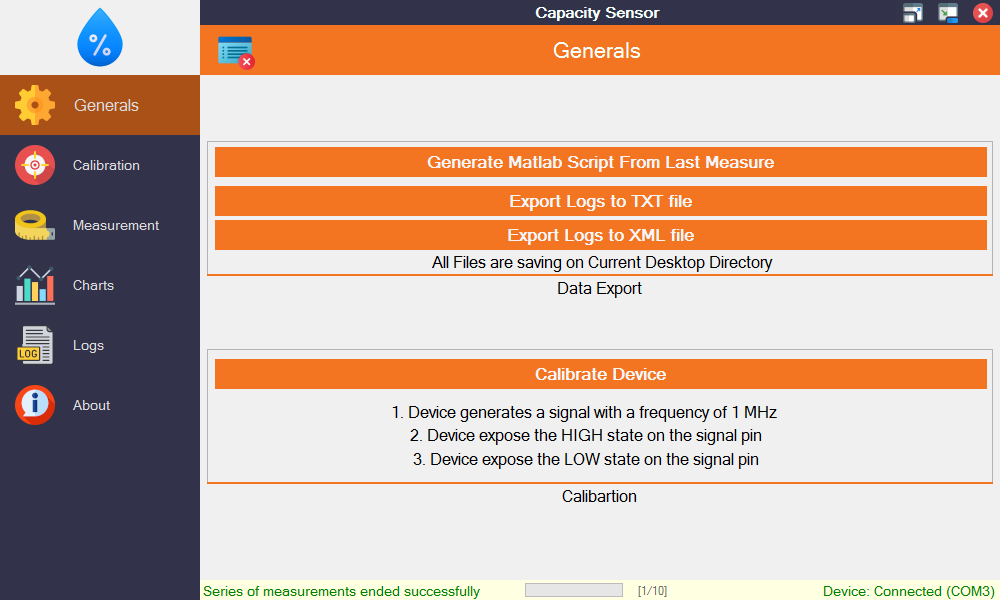 Capacity Sensor
%
Generals
Generals
Calibration
Measurement
Charts
LOG
Logs
i
About
Generate Matlab Script From Last Measure
Export Logs to TXT file
Export Logs to XML file
All Files are saving on Current Desktop Directory
Data Export
Calibrate Device
1. Device generates a signal with a frequency of 1 MHz
2. Device expose the HIGH state on the signal pin
3. Device expose the LOW state on the signal pin
Calibartion
Series of measurements ended successfully
[1/10]
Device: Connected (COM3)